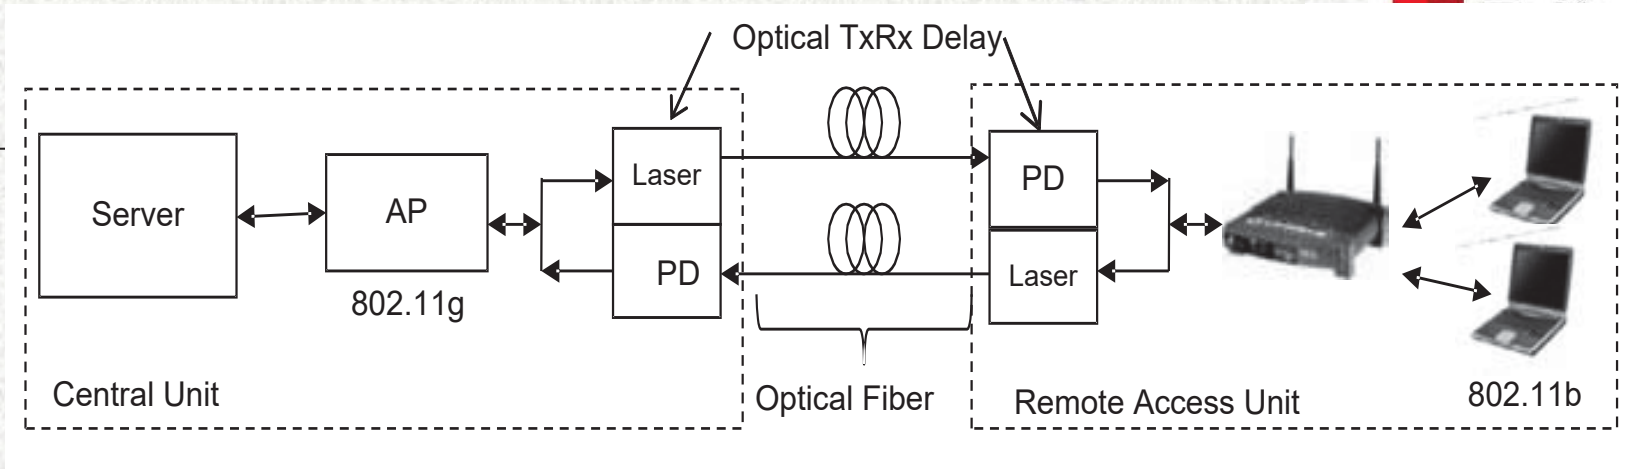 Optical TxRx Delay
Server
AP
802.11g
Laser
PD
Central Unit
Optical Fiber
PD
Laser
Remote Access Unit
802.11b